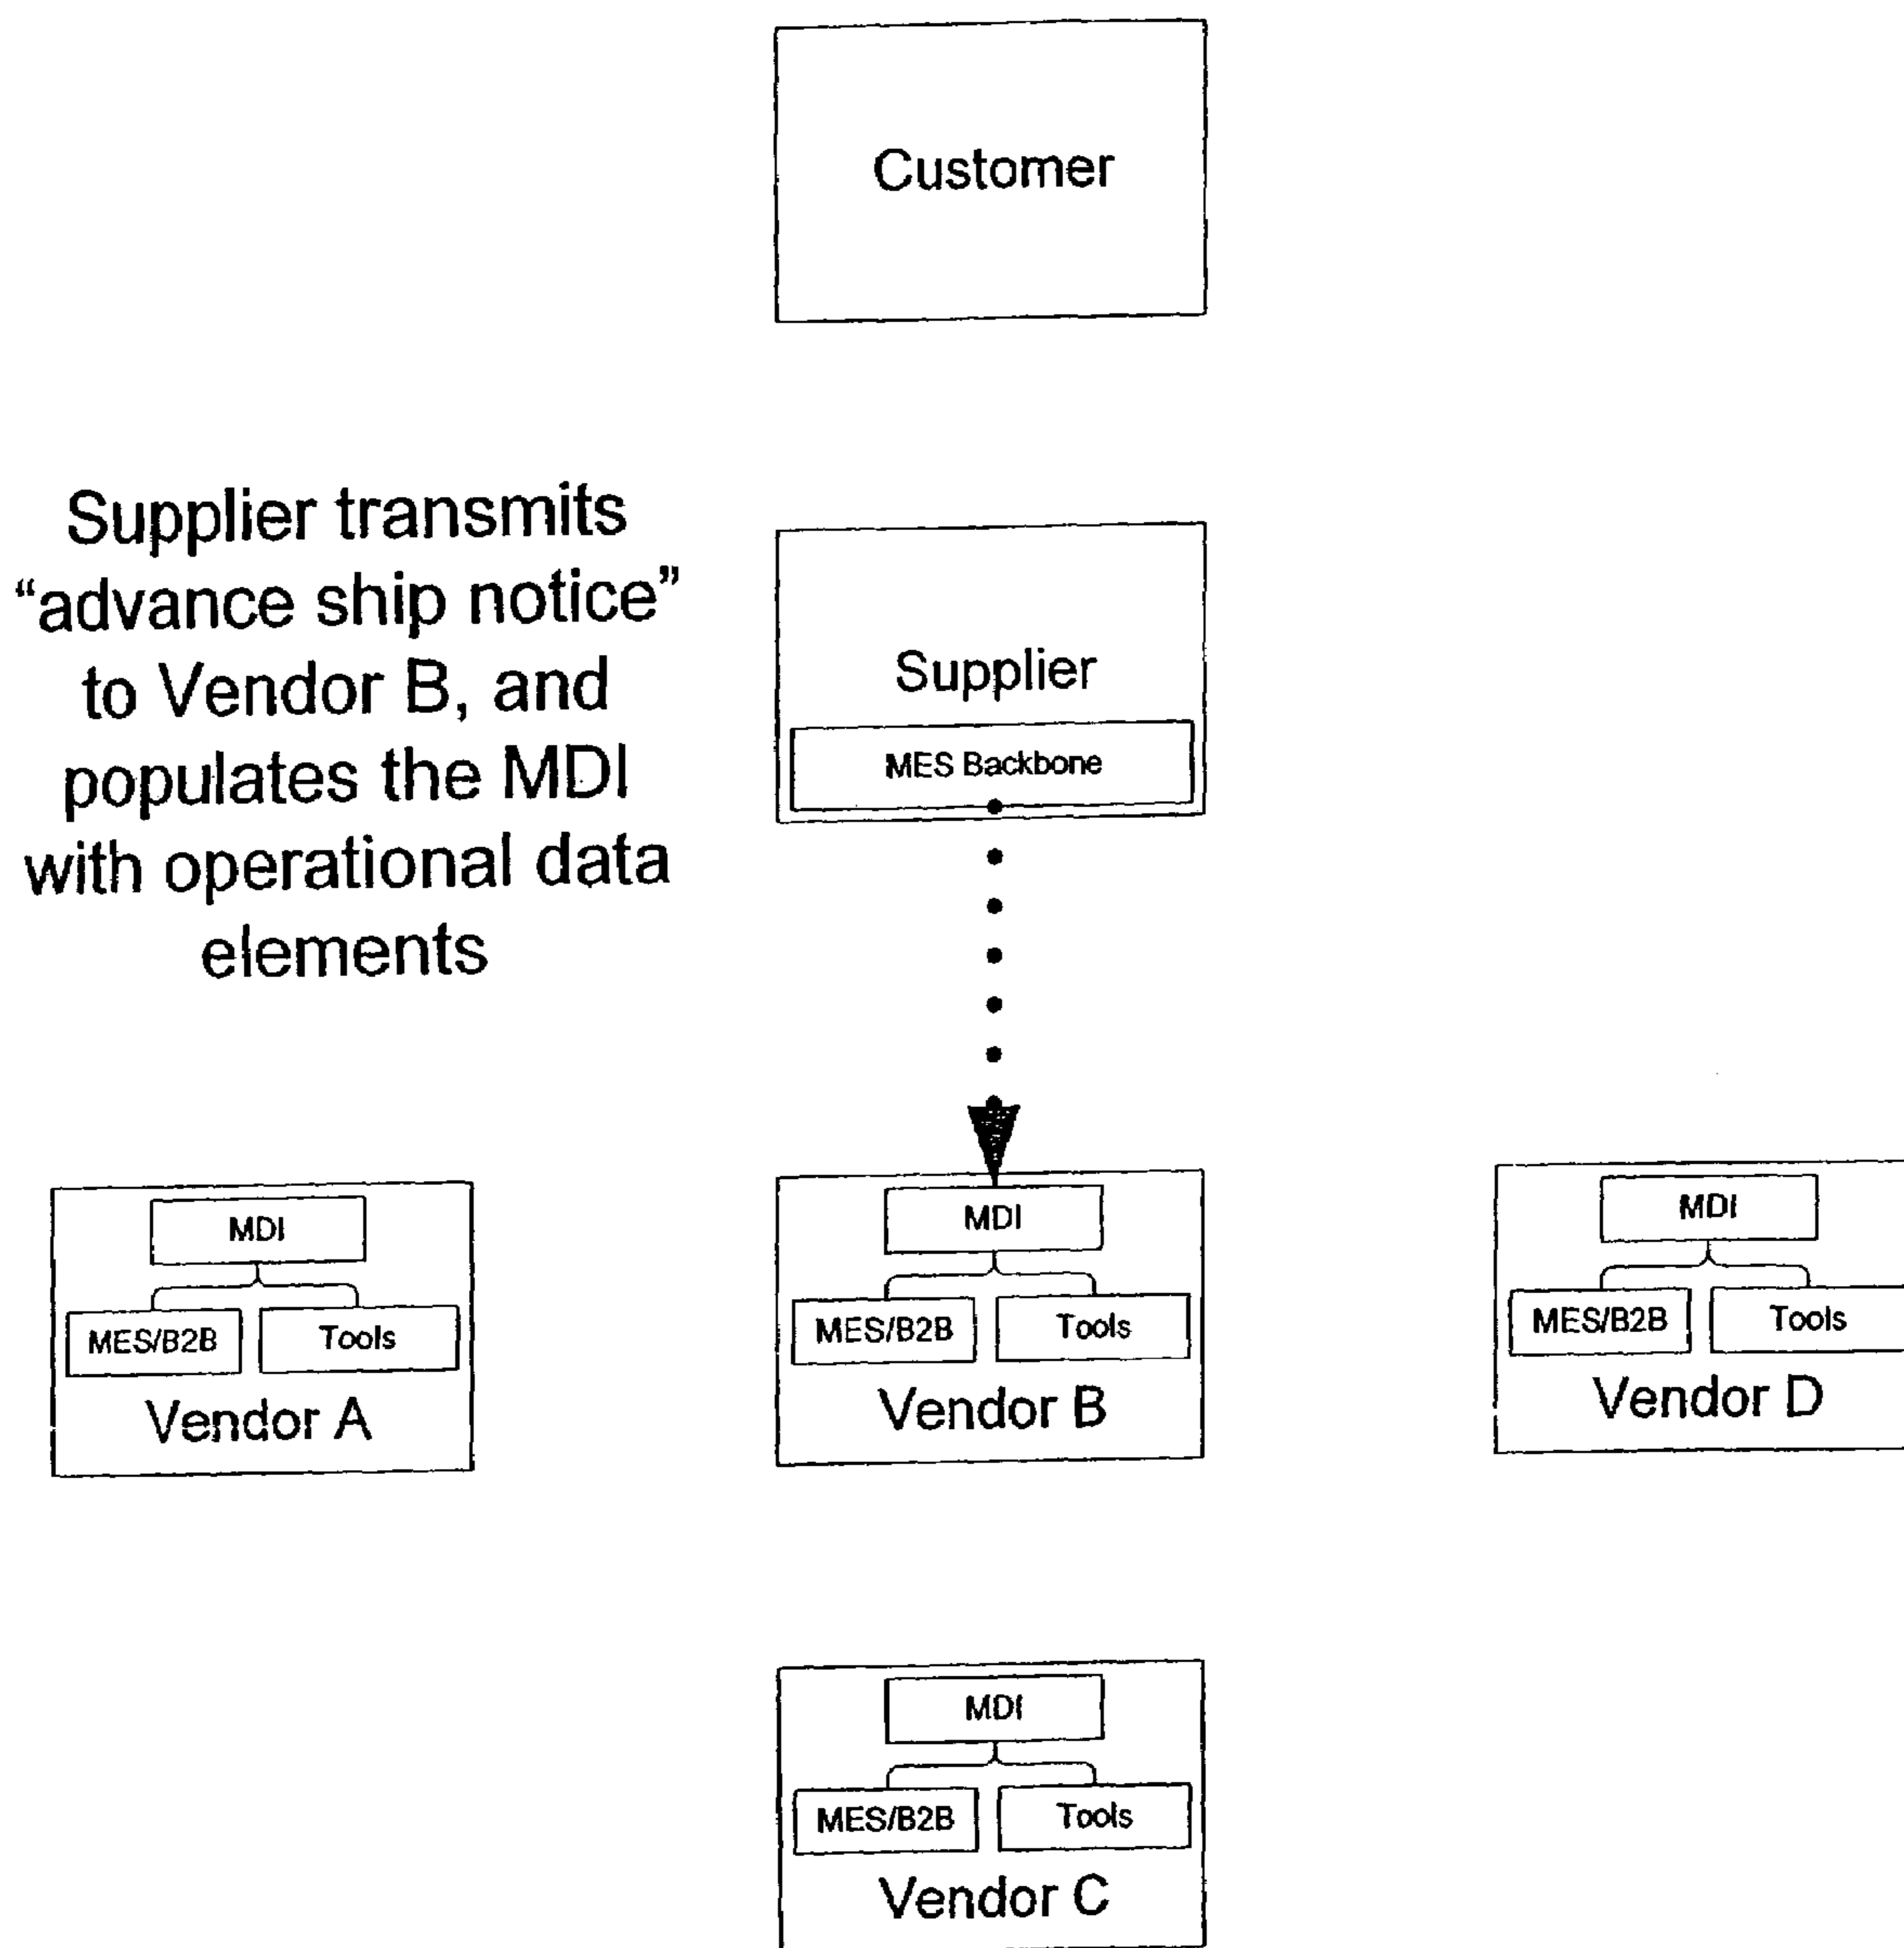 Customer
Supplier transmits
“advance ship notice”
to Vendor B, and
populates the MDI
with operational data
elements
Supplier
MES Backbone
MDI
MES/B2B
Tools
Vendor A
MDI
MES/B2B
Tools
Vendor B
MDI
MES/B2B
Tools
Vendor D
MDI
MES/B2B
Tools
Vendor C